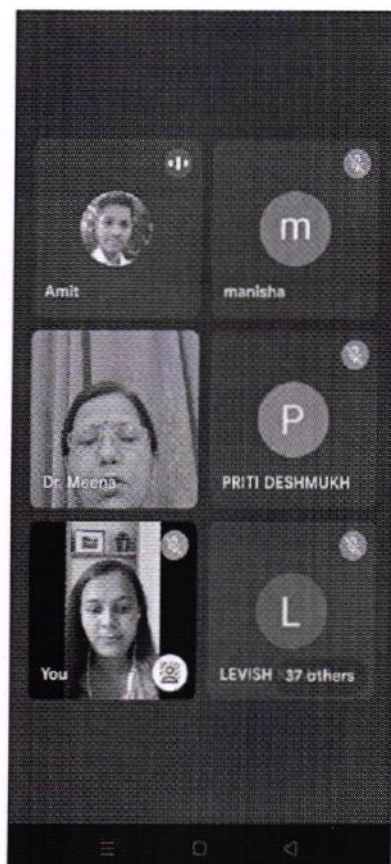 Amit
m
manisha
Dr. Meena
P
PRITI DESHMUKH
You
L
LEVISH 37 others